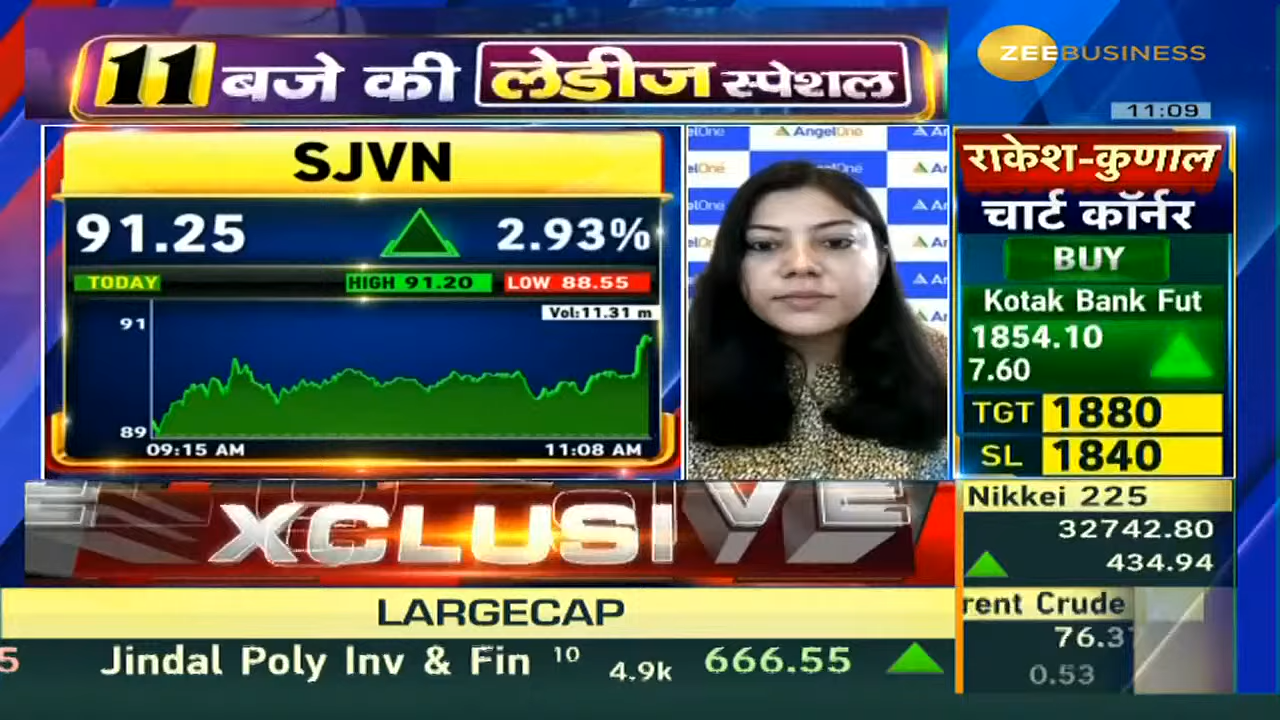 11 बजे की लेडीज स्पेशल
ZEEBUSINESS
11:09
SJVN
91.25 2.93%
TODAY HIGH 91.20 LOW 88.55
Vol:11.31 m
91
89
09:15 AM 11:08 AM
AngelOne
राकेश-कुणाल
चार्ट कॉर्नर
BUY
Kotak Bank Fut
1854.10
7.60
TGT 1880
SL 1840
XCLUSIVE
Nikkei 225
32742.80
434.94
rent Crude
76.3
0.53
LARGECAP
5 Jindal Poly Inv & Fin 10 4.9k 666.55